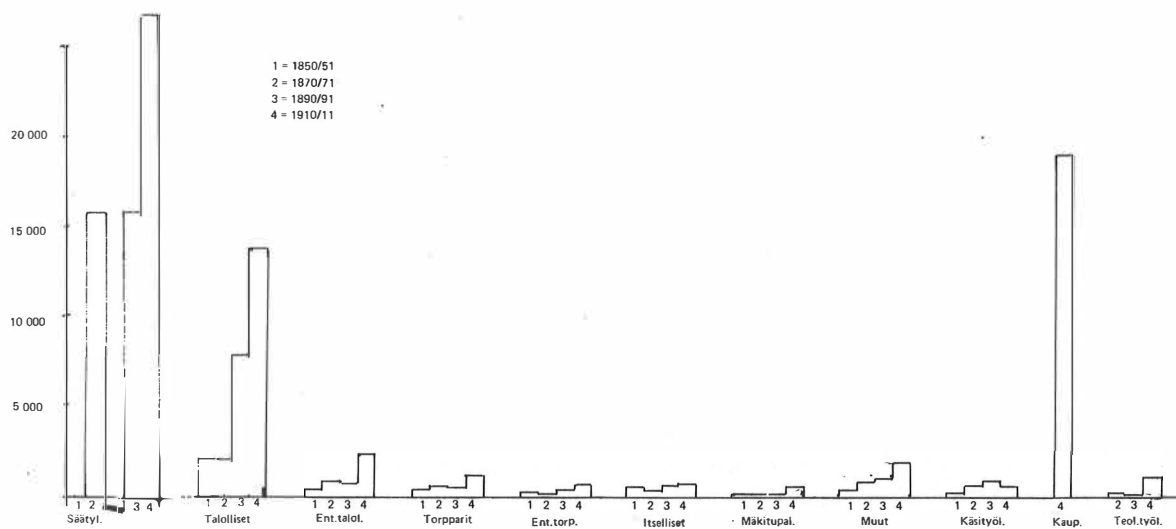 1 = 1850/51
2 = 1870/71
3 = 1890/91
4 = 1910/11
20 000
15 000
10 000
5 000
1 2 3 4
1 2 3 4
1 2 3 4
1 2 3 4
1 2 3 4
1 2 3 4
1 2 3 4
1 2 3 4
1 2 3 4
4
2 3 4
Säätyl.
Talolliset
Ent.talol.
Torpparit
Ent.torp.
Itselliset
Mäkitupal.
Muut
Käsityöl.
Kaup.
Teol.työl.